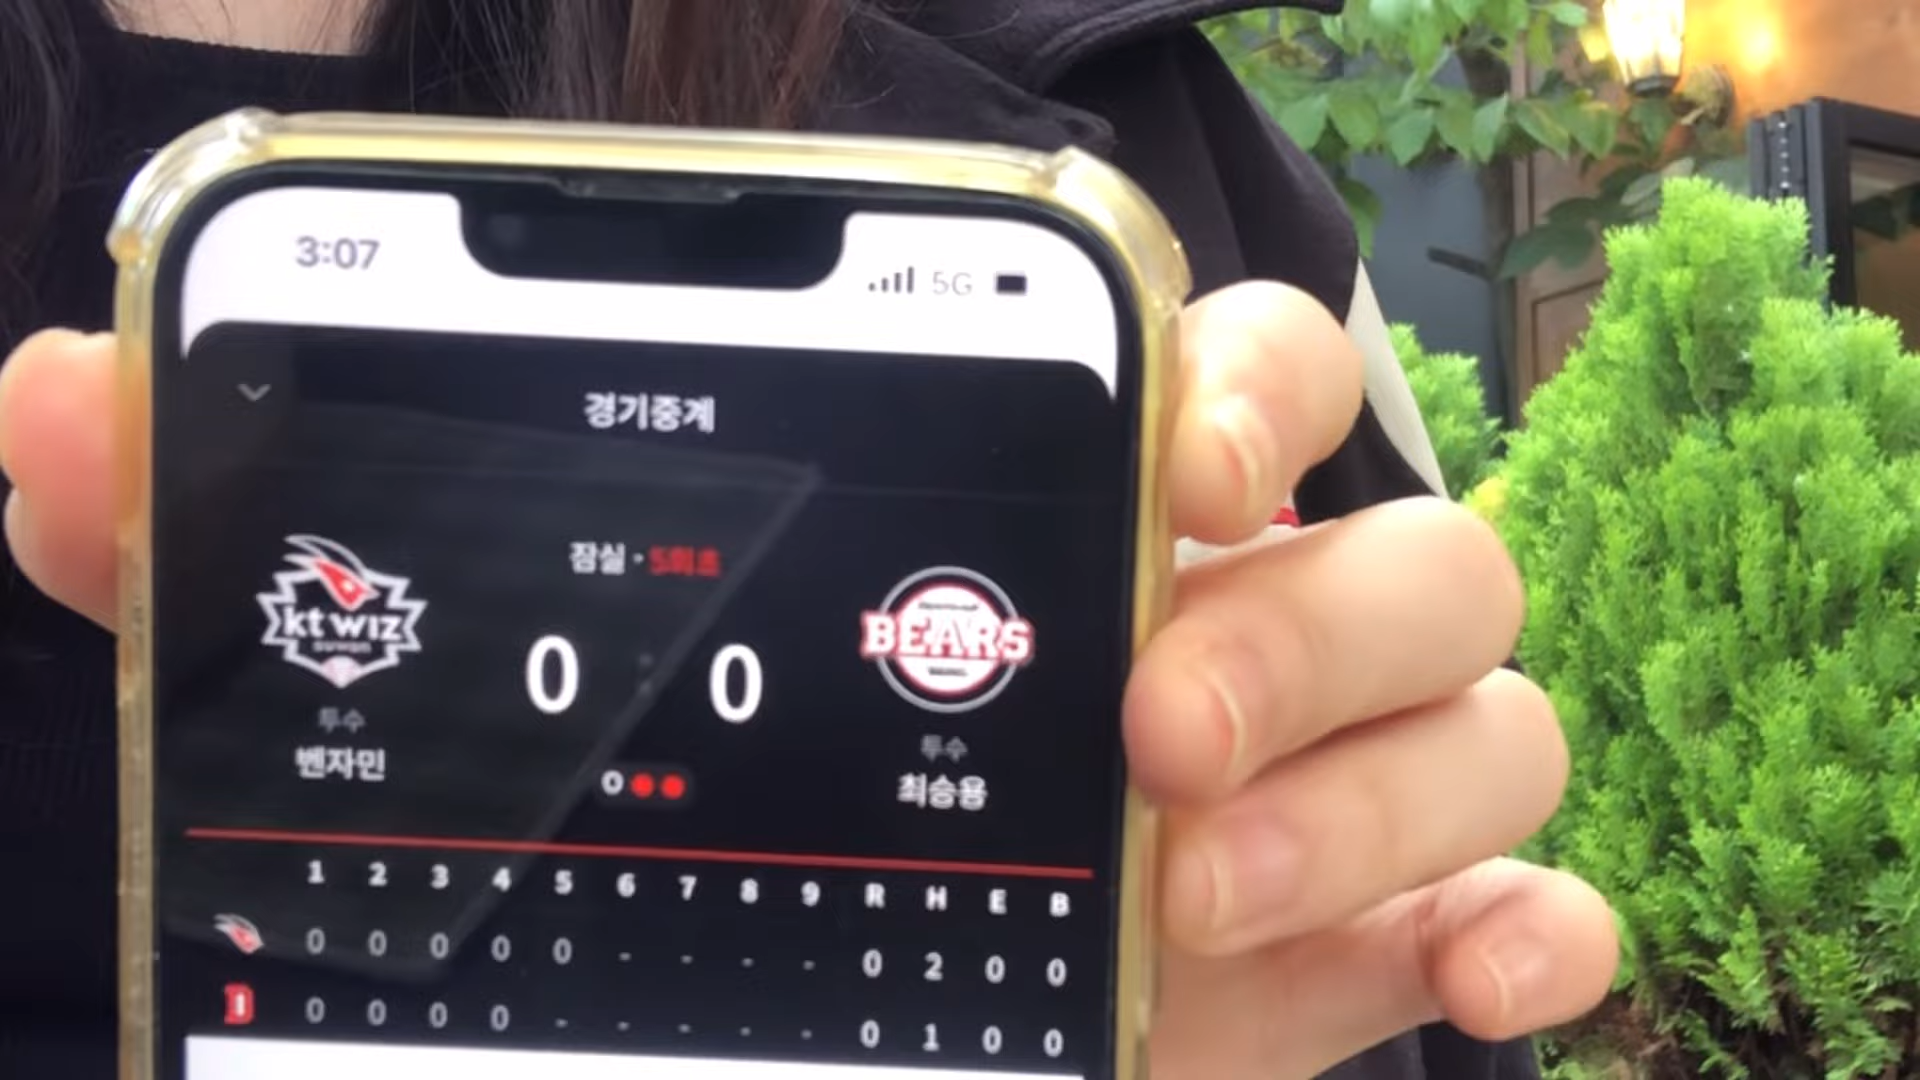 3:07 5G
경기중계
잠실 · 5회초
kt wiz
BEARS
0 : 0
투수 투수
벤자민 최승용
O
1 2 3 4 5 6 7 8 9 R H E B
0 0 0 0 0 - - - - 0 2 0 0
D 0 0 0 0 - - - - - 0 1 0 0